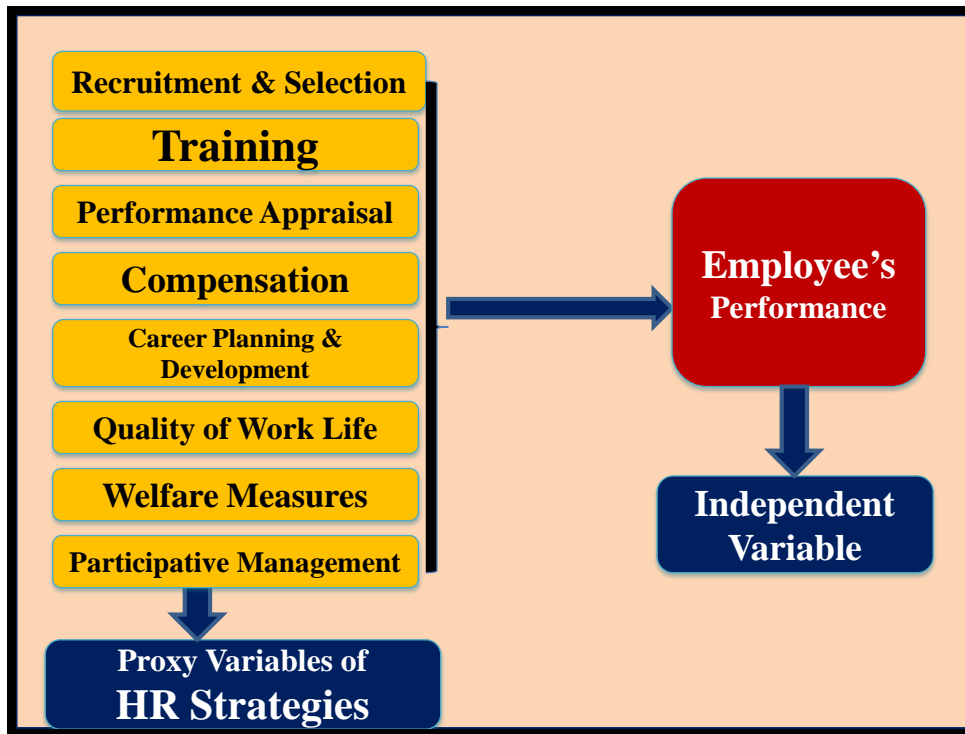 Recruitment & Selection
Training
Performance Appraisal
Compensation
Career Planning &
Development
Quality of Work Life
Welfare Measures
Participative Management
Proxy Variables of
HR Strategies
Employee’s
Performance
Independent
Variable